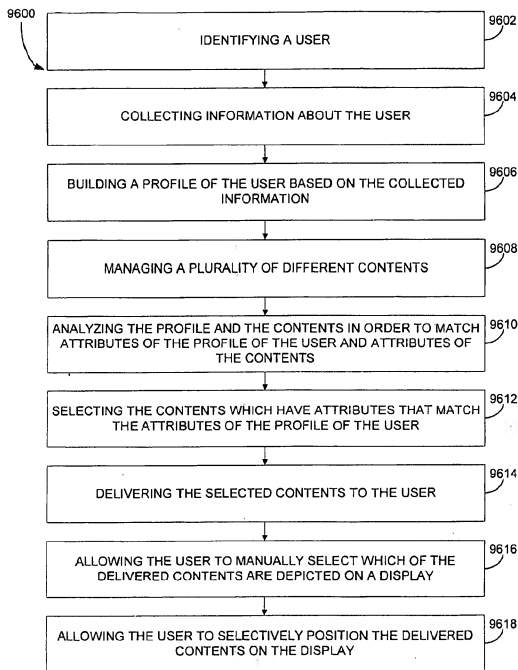 9600
9602
IDENTIFYING A USER
9604
COLLECTING INFORMATION ABOUT THE USER
9606
BUILDING A PROFILE OF THE USER BASED ON THE COLLECTED
INFORMATION
9608
MANAGING A PLURALITY OF DIFFERENT CONTENTS
9610
ANALYZING THE PROFILE AND THE CONTENTS IN ORDER TO MATCH
ATTRIBUTES OF THE PROFILE OF THE USER AND ATTRIBUTES OF
THE CONTENTS
9612
SELECTING THE CONTENTS WHICH HAVE ATTRIBUTES THAT MATCH
THE ATTRIBUTES OF THE PROFILE OF THE USER
9614
DELIVERING THE SELECTED CONTENTS TO THE USER
9616
ALLOWING THE USER TO MANUALLY SELECT WHICH OF THE
DELIVERED CONTENTS ARE DEPICTED ON A DISPLAY
9618
ALLOWING THE USER TO SELECTIVELY POSITION THE DELIVERED
CONTENTS ON THE DISPLAY